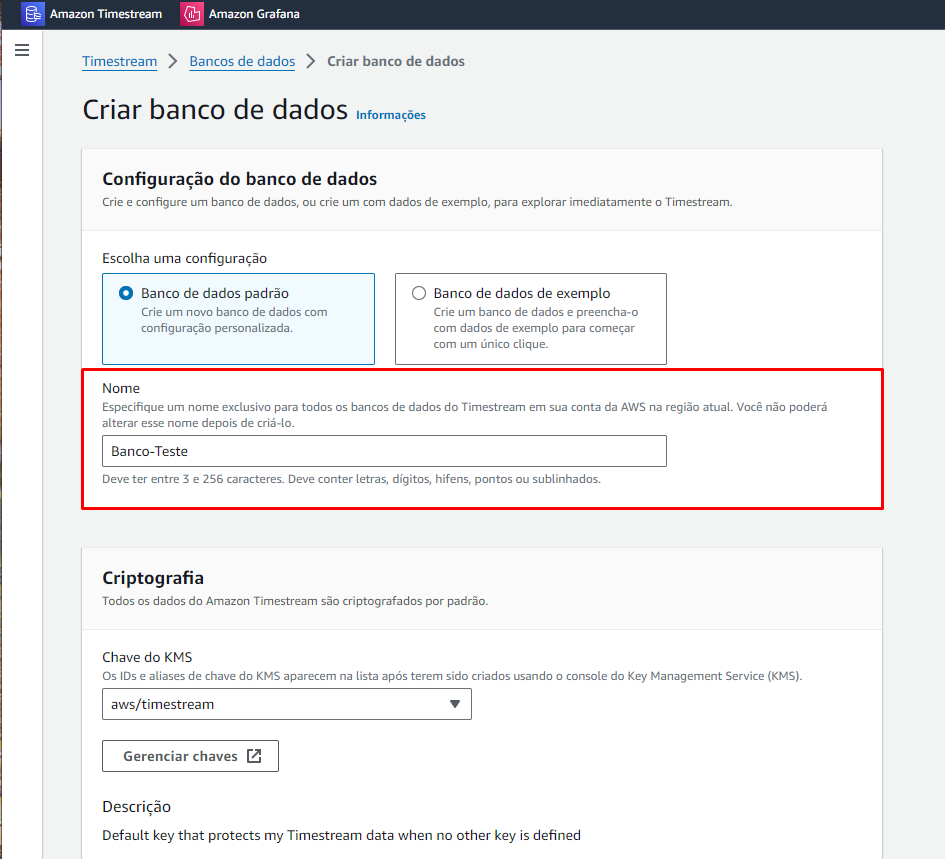 Amazon Timestream Amazon Grafana
Timestream > Bancos de dados > Criar banco de dados
Criar banco de dados Informações
Configuração do banco de dados
Crie e configure um banco de dados, ou crie um com dados de exemplo, para explorar imediatamente o Timestream.
Escolha uma configuração
Banco de dados padrão
Crie um novo banco de dados com
configuração personalizada.
Banco de dados de exemplo
Crie um banco de dados e preencha-o
com dados de exemplo para começar
com um único clique.
Nome
Especifique um nome exclusivo para todos os bancos de dados do Timestream em sua conta da AWS na região atual. Você não poderá
alterar esse nome depois de criá-lo.
Banco-Teste
Deve ter entre 3 e 256 caracteres. Deve conter letras, dígitos, hifens, pontos ou sublinhados.
Criptografia
Todos os dados do Amazon Timestream são criptografados por padrão.
Chave do KMS
Os IDs e aliases de chave do KMS aparecem na lista após terem sido criados usando o console do Key Management Service (KMS).
aws/timestream
Gerenciar chaves
Descrição
Default key that protects my Timestream data when no other key is defined